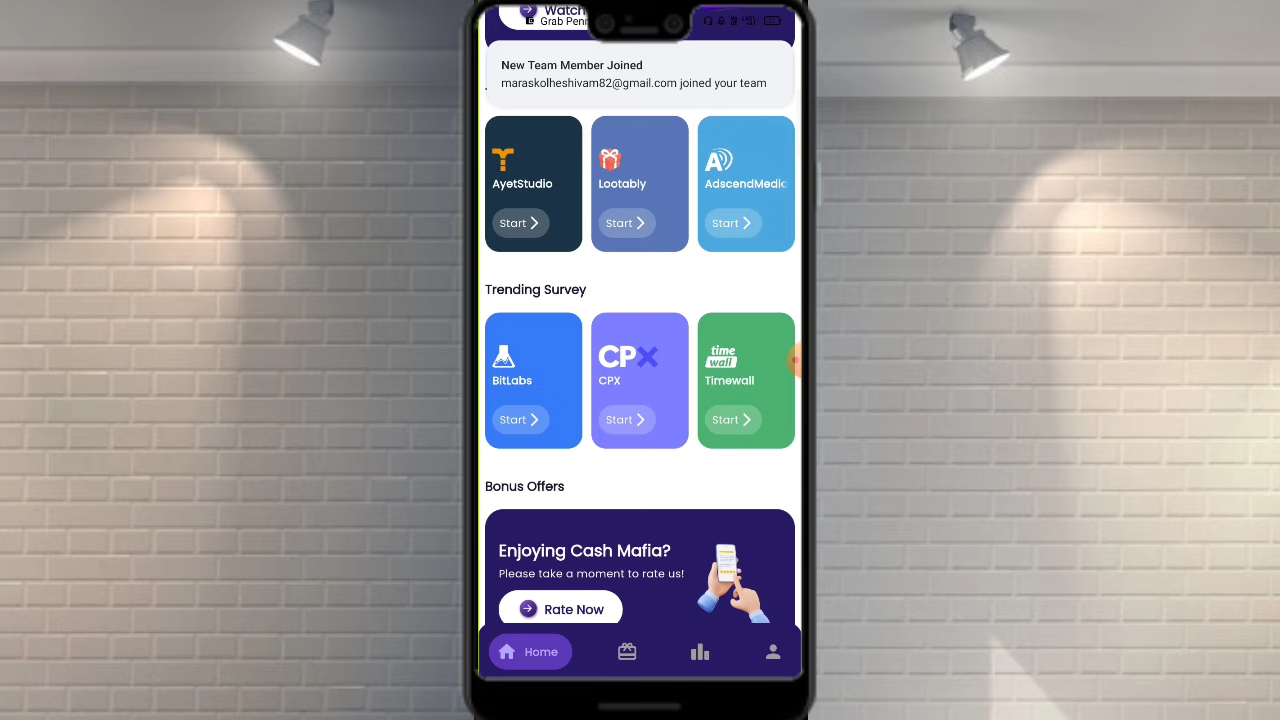 Watch
Grab Penn
New Team Member Joined
maraskolheshivam82@gmail.com joined your team
AyetStudio
Lootably
AdscendMedic
Start
Start
Start
Trending Survey
CPX
time
wall
BitLabs
CPX
Timewall
Start
Start
Start
Bonus Offers
Enjoying Cash Mafia?
Please take a moment to rate us!
Rate Now
Home